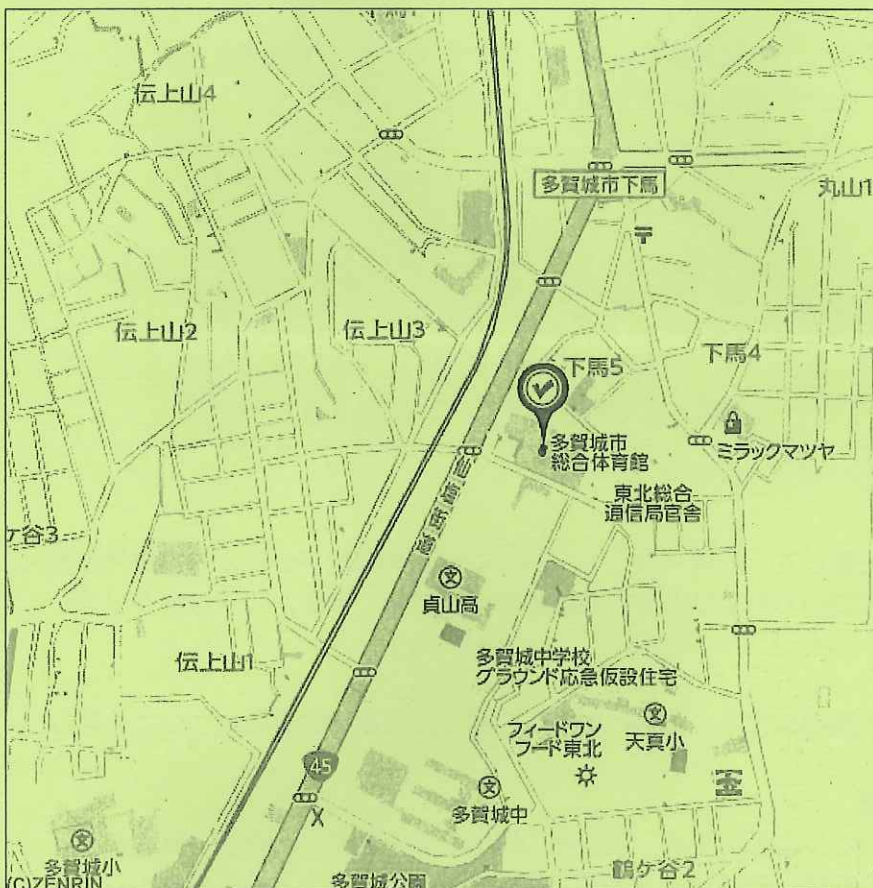 伝上山4
多賀城市下馬
丸山1
伝上山2
伝上山3
下馬5
下馬4
多賀城市
総合体育館
ミラックマツヤ
東北総合
通信局官舎
ケ谷3
貞山高
伝上山1
多賀城中学校
グラウンド応急仮設住宅
フィードワン
フード東北
天真小
45
多賀城中
多賀城小
(C)ZENRIN
多賀城公園
鶴ケ谷2